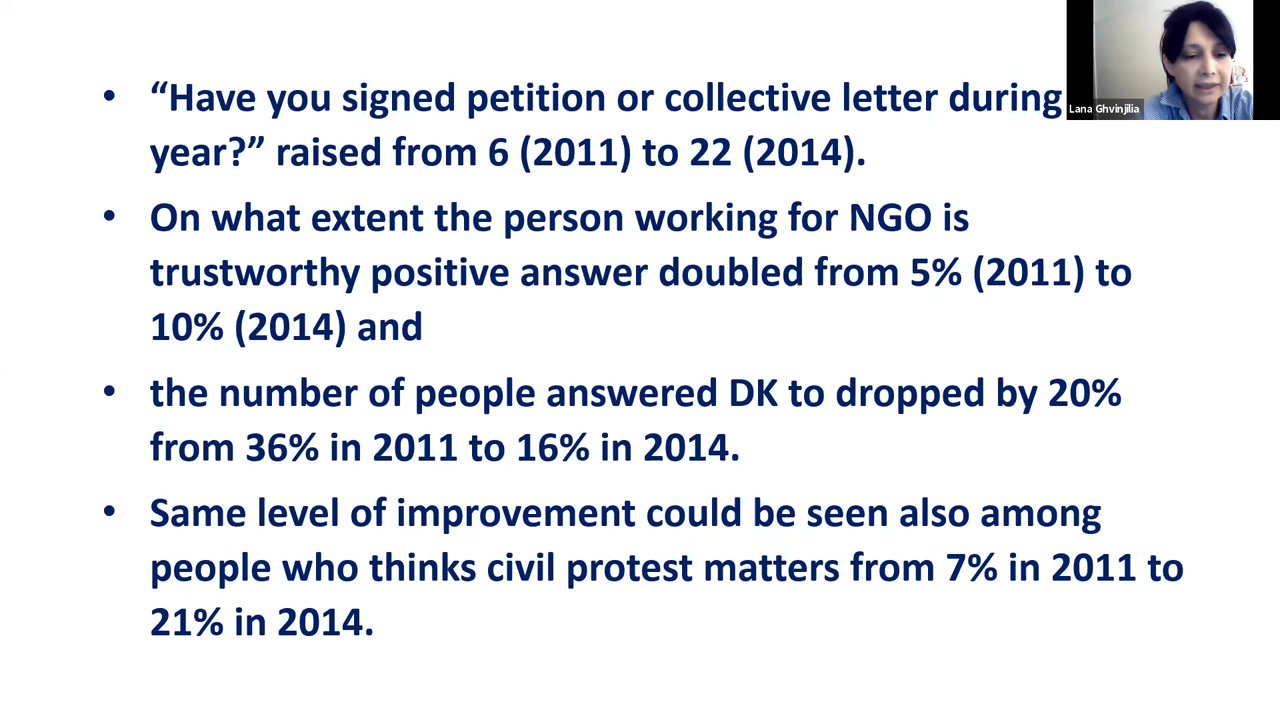 • “Have you signed petition or collective letter during
year?” raised from 6 (2011) to 22 (2014).
• On what extent the person working for NGO is
trustworthy positive answer doubled from 5% (2011) to
10% (2014) and
• the number of people answered DK to dropped by 20%
from 36% in 2011 to 16% in 2014.
• Same level of improvement could be seen also among
people who thinks civil protest matters from 7% in 2011 to
21% in 2014.
Lana Ghvinjilia